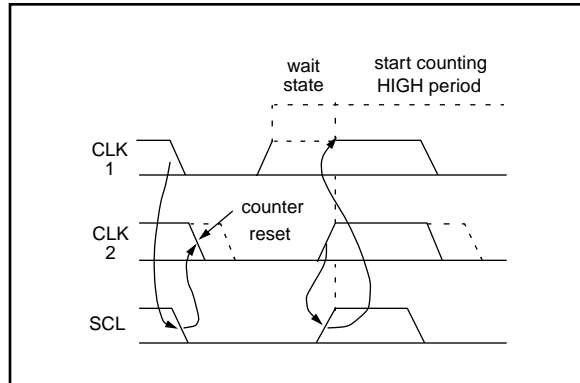 wait
state
start counting
HIGH period
CLK
1
counter
reset
CLK
2
SCL